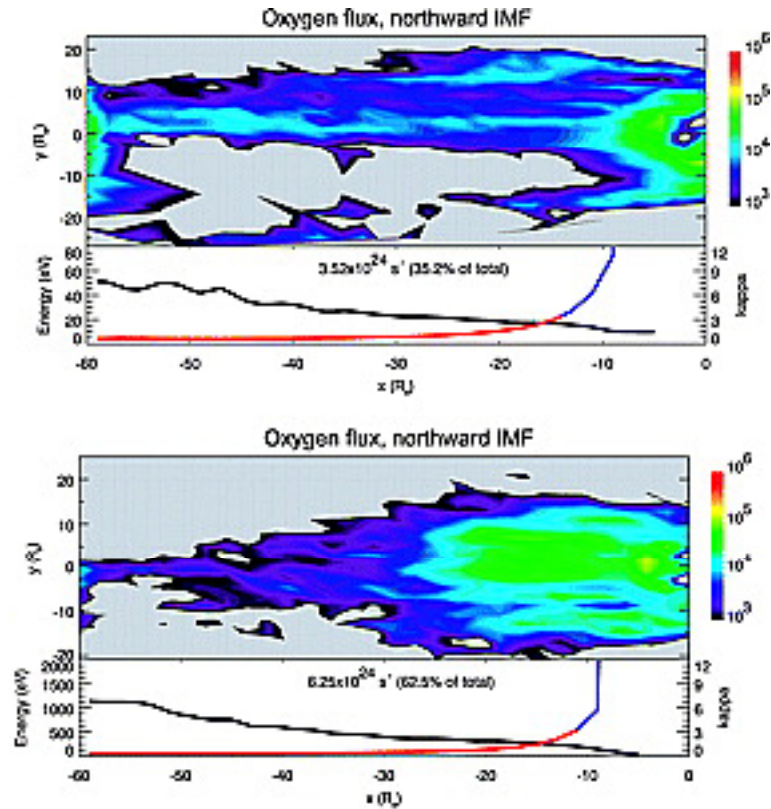 Oxygen flux, northward IMF
20
10
0
-10
-20
y (Rₑ)
10⁶
10⁵
10⁴
10³
80
60
40
20
0
Energy (eV)
3.52x10²⁴ s⁻¹ (35.2% of total)
12
9
6
3
0
kappa
-60 -50 -40 -30 -20 -10 0
x (Rₑ)
Oxygen flux, northward IMF
20
10
0
-10
-20
y (Rₑ)
10⁶
10⁵
10⁴
10³
2000
1500
1000
500
0
Energy (eV)
6.25x10²⁴ s⁻¹ (62.5% of total)
12
9
6
3
0
kappa
-60 -50 -40 -30 -20 -10 0
x (Rₑ)